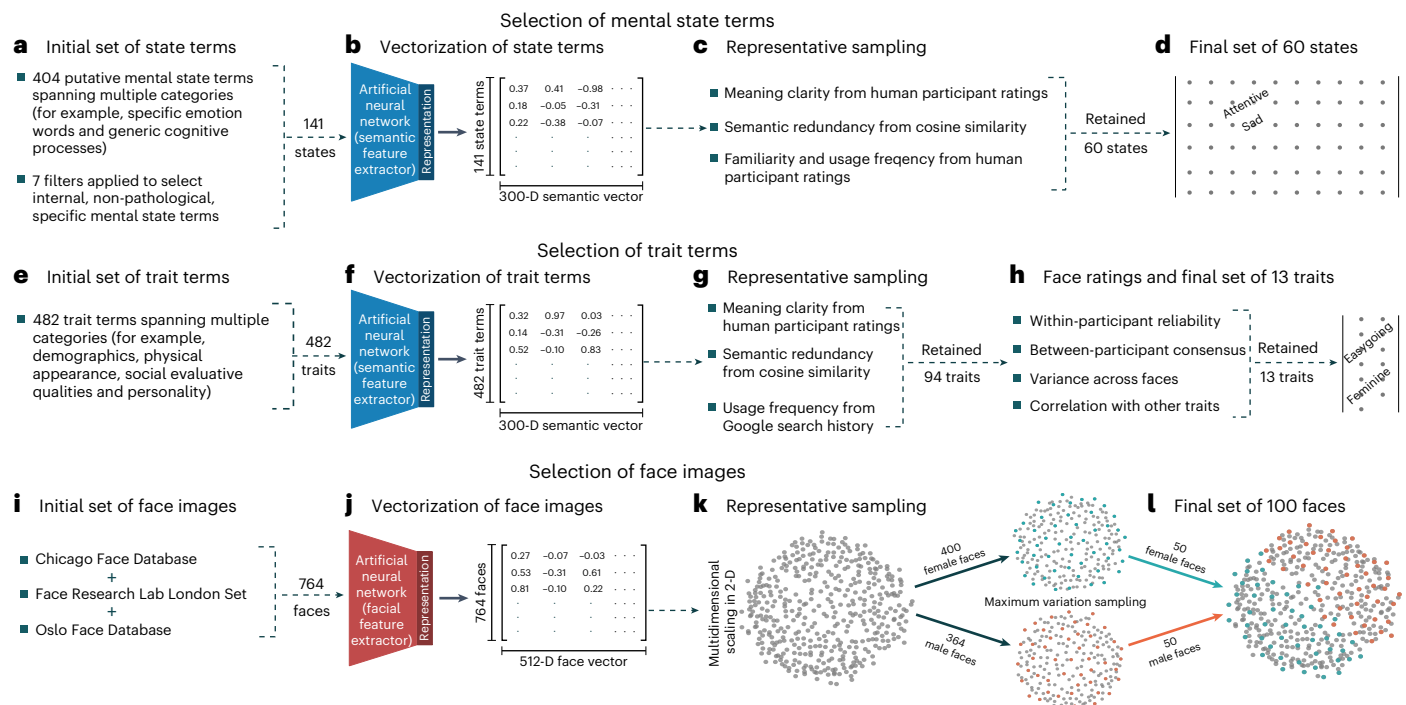 Selection of mental state terms
a Initial set of state terms
404 putative mental state terms
spanning multiple categories
(for example, specific emotion
words and generic cognitive
processes)
7 filters applied to select
internal, non-pathological,
specific mental state terms
141
states
b Vectorization of state terms
Artificial
neural
network
(semantic
feature
extractor)
Representation
141 state terms
0.37 0.41 −0.98 · · ·
0.18 −0.05 −0.31 · · ·
0.22 −0.38 −0.07 · · ·
· · · · · ·
· · · · · ·
· · · · · ·
300-D semantic vector
c Representative sampling
Meaning clarity from human participant ratings
Semantic redundancy from cosine similarity
Familiarity and usage freqency from human
participant ratings
Retained
60 states
d Final set of 60 states
Attentive
Sad
Selection of trait terms
e Initial set of trait terms
482 trait terms spanning multiple
categories (for example,
demographics, physical
appearance, social evaluative
qualities and personality)
482
traits
f Vectorization of trait terms
Artificial
neural
network
(semantic
feature
extractor)
Representation
482 trait terms
0.32 0.97 0.03 · · ·
0.14 −0.31 −0.26 · · ·
0.52 −0.10 0.83 · · ·
· · · · · ·
· · · · · ·
· · · · · ·
300-D semantic vector
g Representative sampling
Meaning clarity from
human participant ratings
Semantic redundancy
from cosine similarity
Usage frequency from
Google search history
Retained
94 traits
h Face ratings and final set of 13 traits
Within-participant reliability
Between-participant consensus
Variance across faces
Correlation with other traits
Retained
13 traits
Easygoing
Feminine
Selection of face images
i Initial set of face images
Chicago Face Database
+
Face Research Lab London Set
+
Oslo Face Database
764
faces
j Vectorization of face images
Artificial
neural
network
(facial
feature
extractor)
Representation
764 faces
0.27 −0.07 −0.03 · · ·
0.53 −0.31 0.61 · · ·
0.81 −0.10 0.22 · · ·
· · · · · ·
· · · · · ·
· · · · · ·
512-D face vector
k Representative sampling
Multidimensional
scaling in 2-D
400
female faces
Maximum variation sampling
364
male faces
50
female faces
50
male faces
l Final set of 100 faces